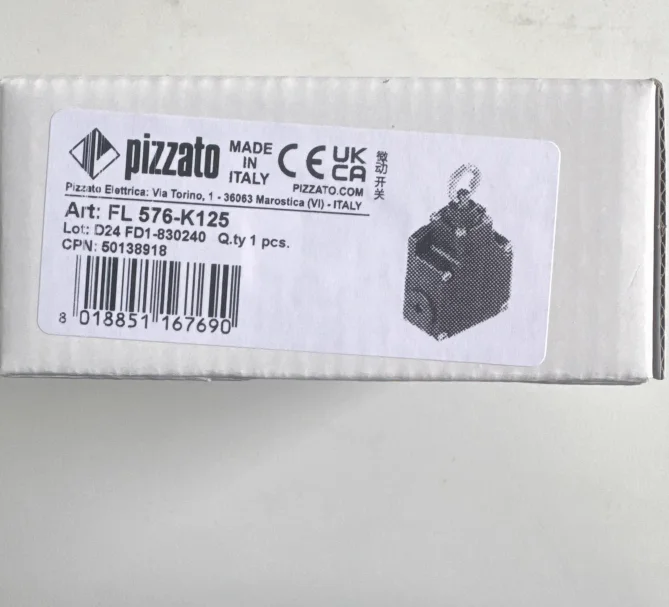 pizzato
MADE
IN
ITALY
CE
UK
CA
微动开关
PIZZATO.COM
Pizzato Elettrica: Via Torino, 1 - 36063 Marostica (VI) - ITALY
Art: FL 576-K125
Lot: D24 FD1-830240 Q.ty 1 pcs.
CPN: 50138918
8 018851 167690